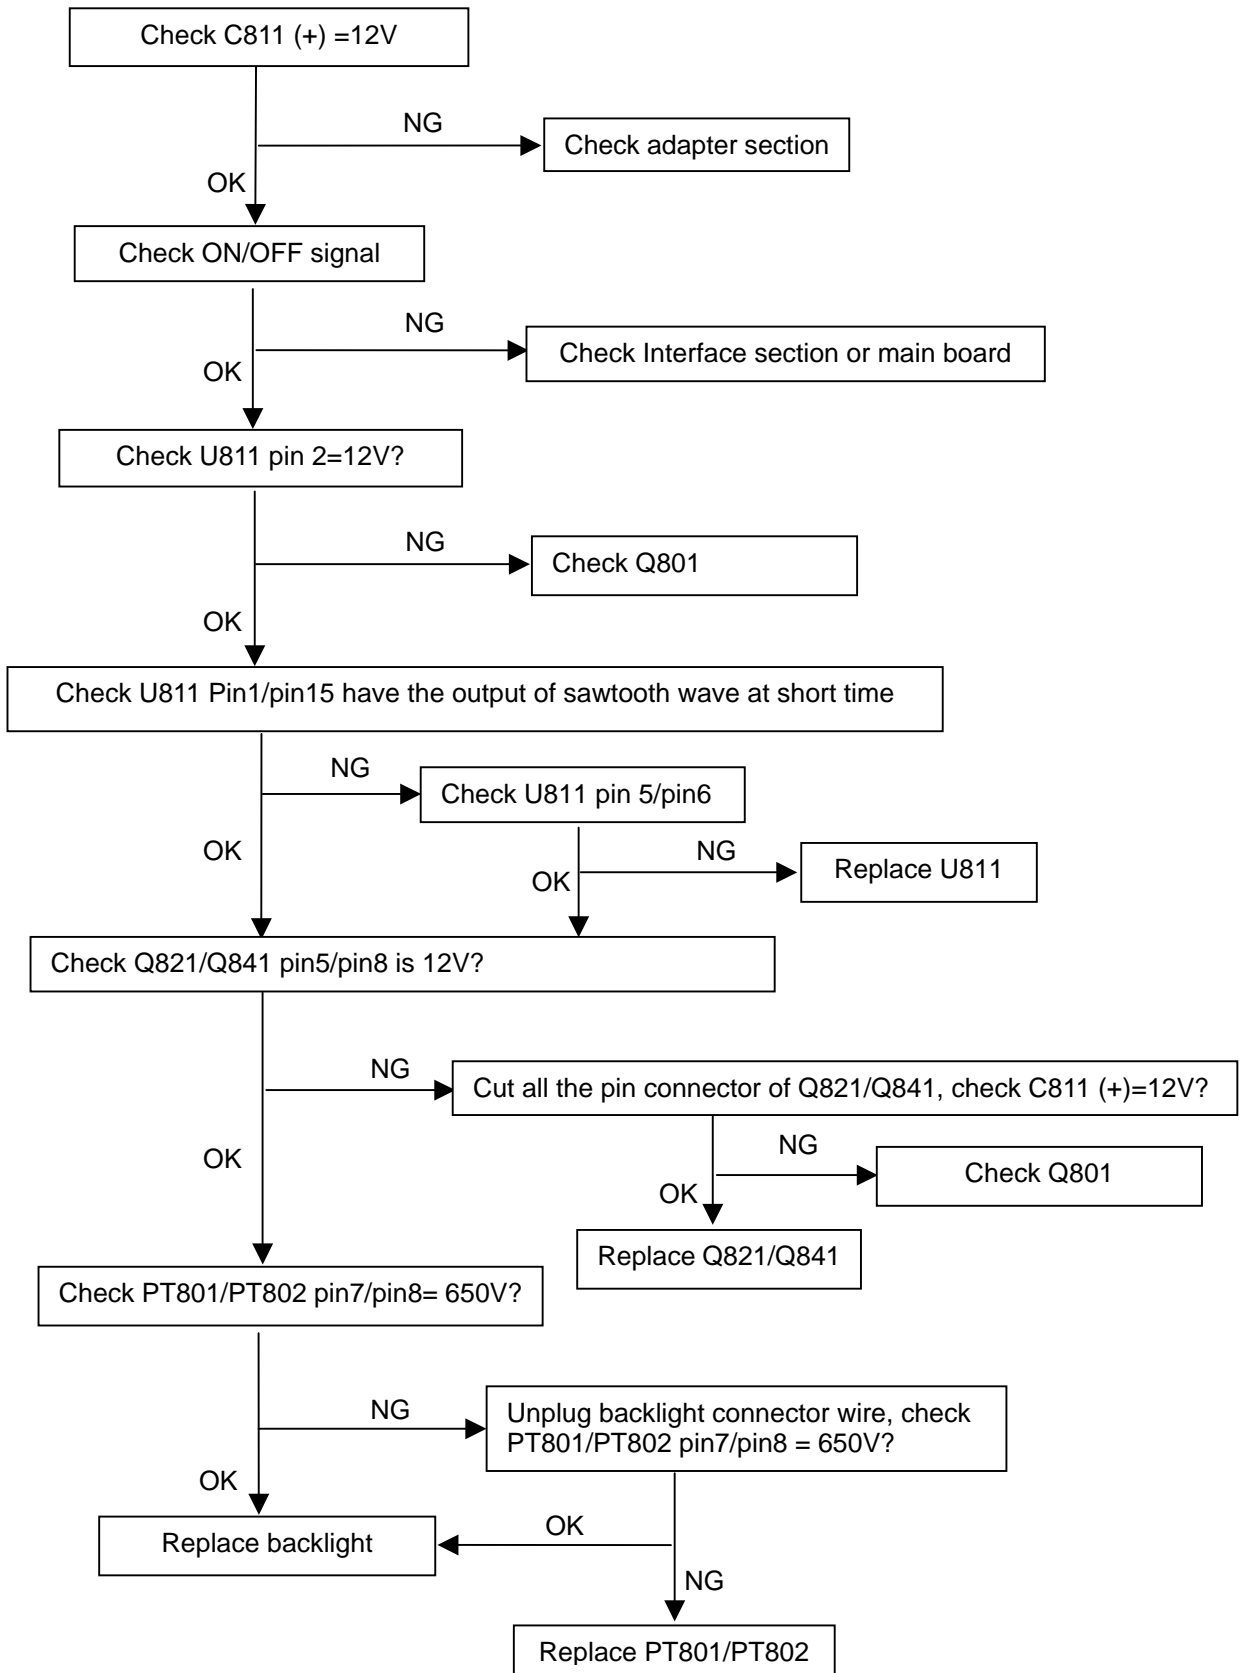 Check C811 (+) =12V
NG
Check adapter section
OK
Check ON/OFF signal
NG
Check Interface section or main board
OK
Check U811 pin 2=12V?
NG
Check Q801
OK
Check U811 Pin1/pin15 have the output of sawtooth wave at short time
NG
Check U811 pin 5/pin6
OK
NG
Replace U811
OK
Check Q821/Q841 pin5/pin8 is 12V?
NG
Cut all the pin connector of Q821/Q841, check C811 (+)=12V?
OK
NG
Check Q801
OK
Replace Q821/Q841
Check PT801/PT802 pin7/pin8= 650V?
NG
Unplug backlight connector wire, check
PT801/PT802 pin7/pin8 = 650V?
OK
Replace backlight
OK
NG
Replace PT801/PT802